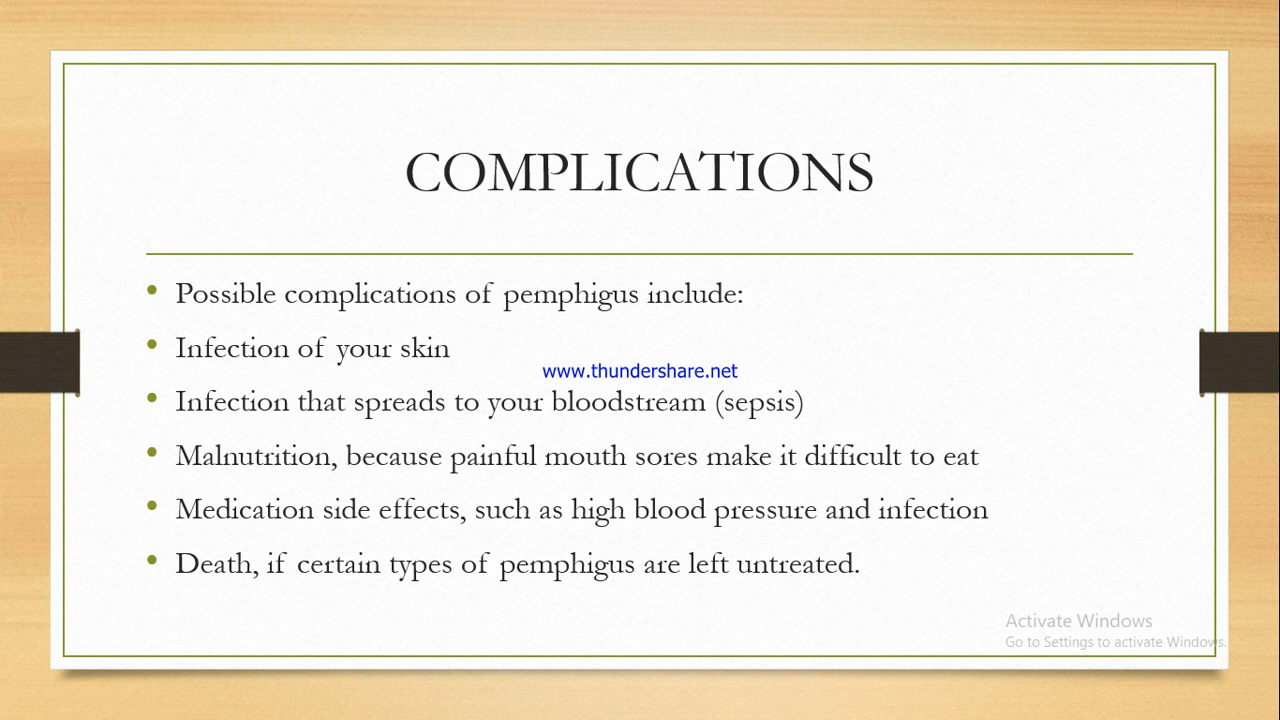 COMPLICATIONS
• Possible complications of pemphigus include:
• Infection of your skin
www.thundershare.net
• Infection that spreads to your bloodstream (sepsis)
• Malnutrition, because painful mouth sores make it difficult to eat
• Medication side effects, such as high blood pressure and infection
• Death, if certain types of pemphigus are left untreated.
Activate Windows
Go to Settings to activate Windows.